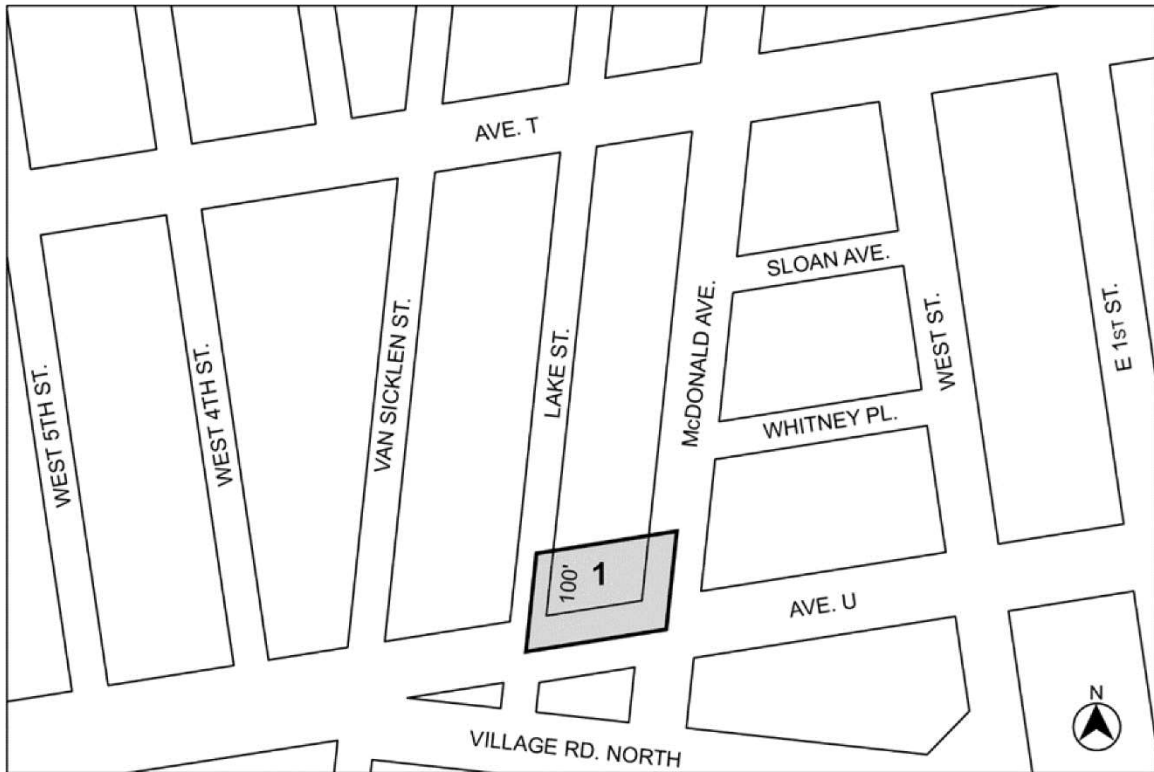 AVE. T
SLOAN AVE.
WEST 5TH ST.
WEST 4TH ST.
VAN SICKLEN ST.
LAKE ST.
McDONALD AVE.
WEST ST.
E 1ST ST.
WHITNEY PL.
100'
1
AVE. U
VILLAGE RD. NORTH
N